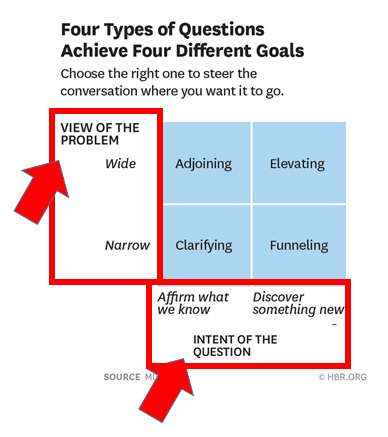 Four Types of Questions
Achieve Four Different Goals
Choose the right one to steer the
conversation where you want it to go.
VIEW OF THE
PROBLEM
Wide
Adjoining
Elevating
Narrow
Clarifying
Funneling
Affirm what
we know
Discover
something new
INTENT OF THE
QUESTION
SOURCE
© HBR.ORG